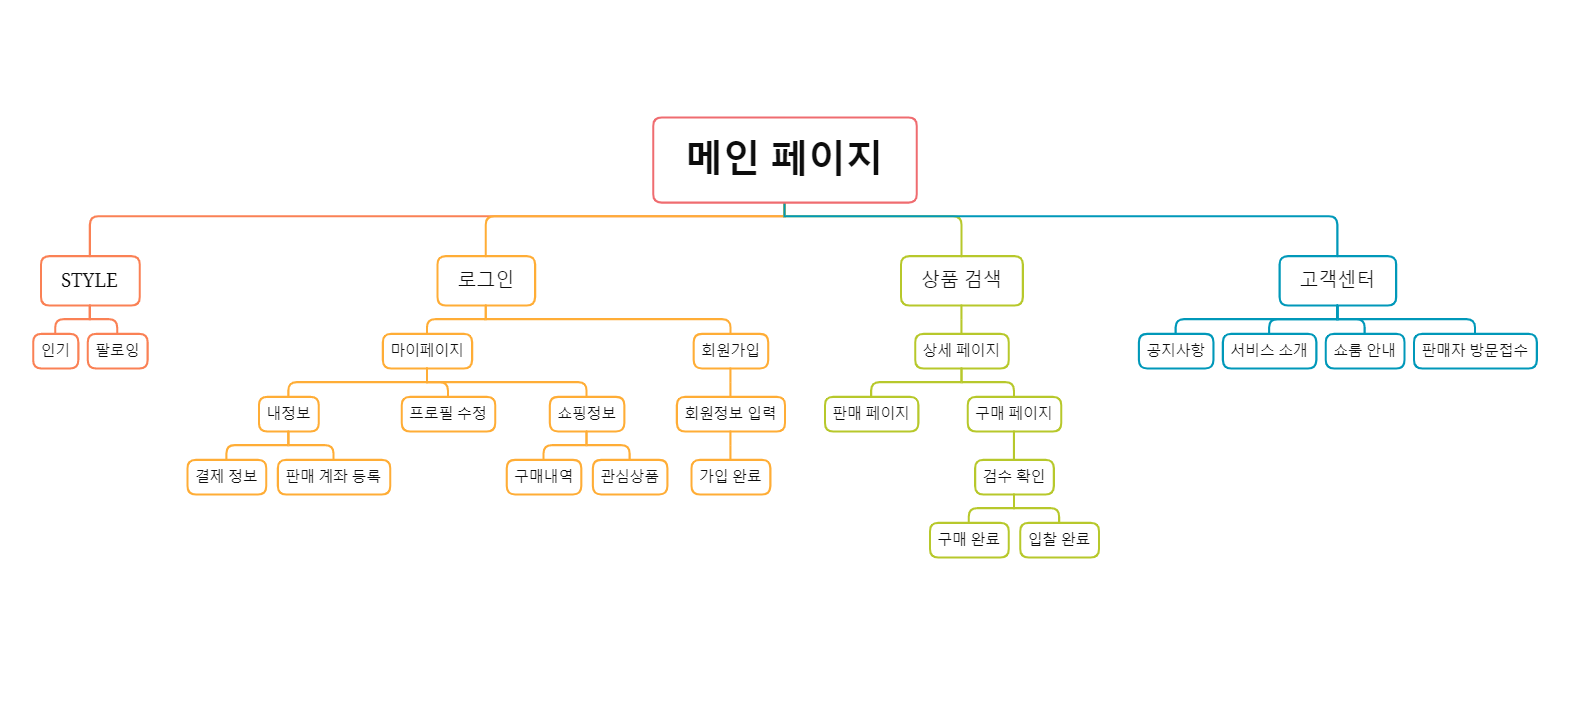 메인 페이지
STYLE
로그인
상품 검색
고객센터
인기
팔로잉
마이페이지
회원가입
상세 페이지
공지사항
서비스 소개
쇼룸 안내
판매자 방문접수
내정보
프로필 수정
쇼핑정보
회원정보 입력
판매 페이지
구매 페이지
결제 정보
판매 계좌 등록
구매내역
관심상품
가입 완료
검수 확인
구매 완료
입찰 완료